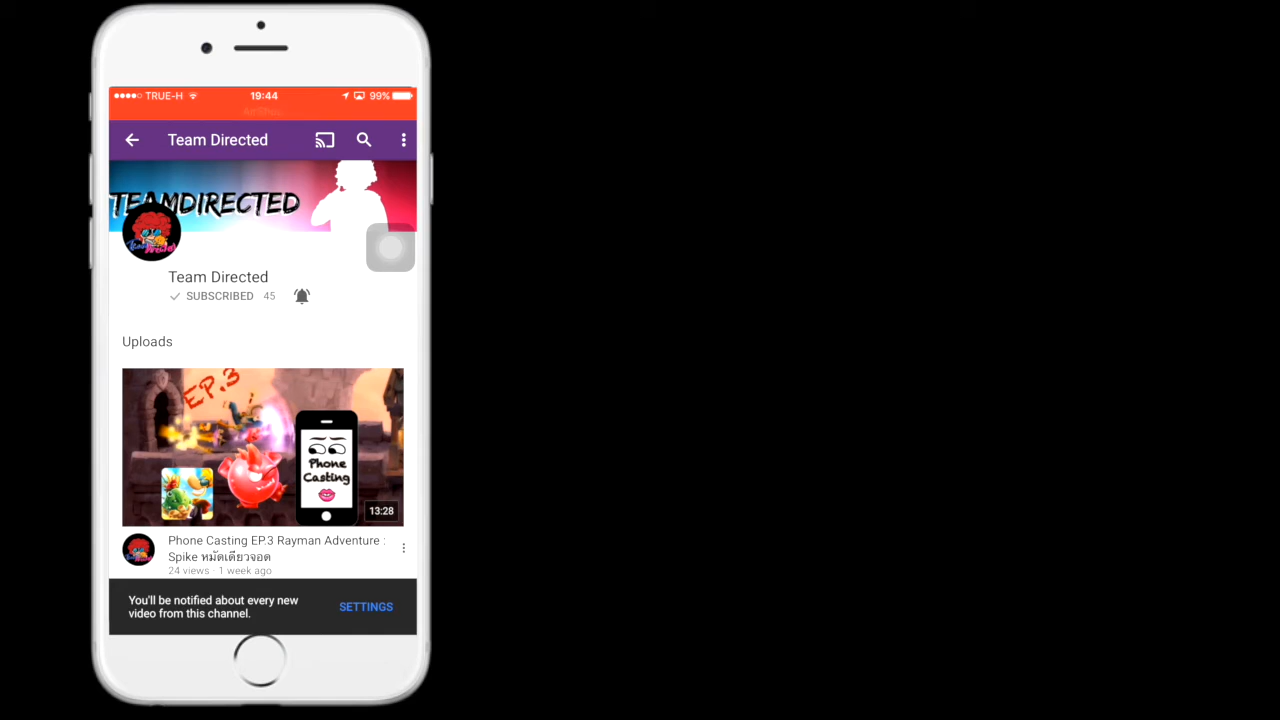 TRUE-H
19:44
99%
Team Directed
TEAMDIRECTED
Team Directed
SUBSCRIBED 45
Uploads
EP.3
Phone
Casting
13:28
Phone Casting EP.3 Rayman Adventure :
Spike หมัดเดียวจอด
24 views · 1 week ago
You'll be notified about every new
video from this channel.
SETTINGS